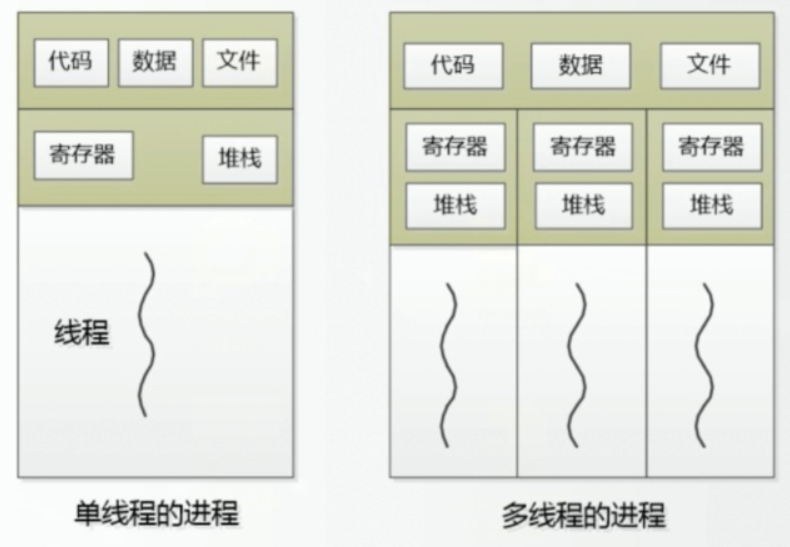 代码 数据 文件
寄存器 堆栈
线程
单线程的进程
代码 数据 文件
寄存器 寄存器 寄存器
堆栈 堆栈 堆栈
多线程的进程